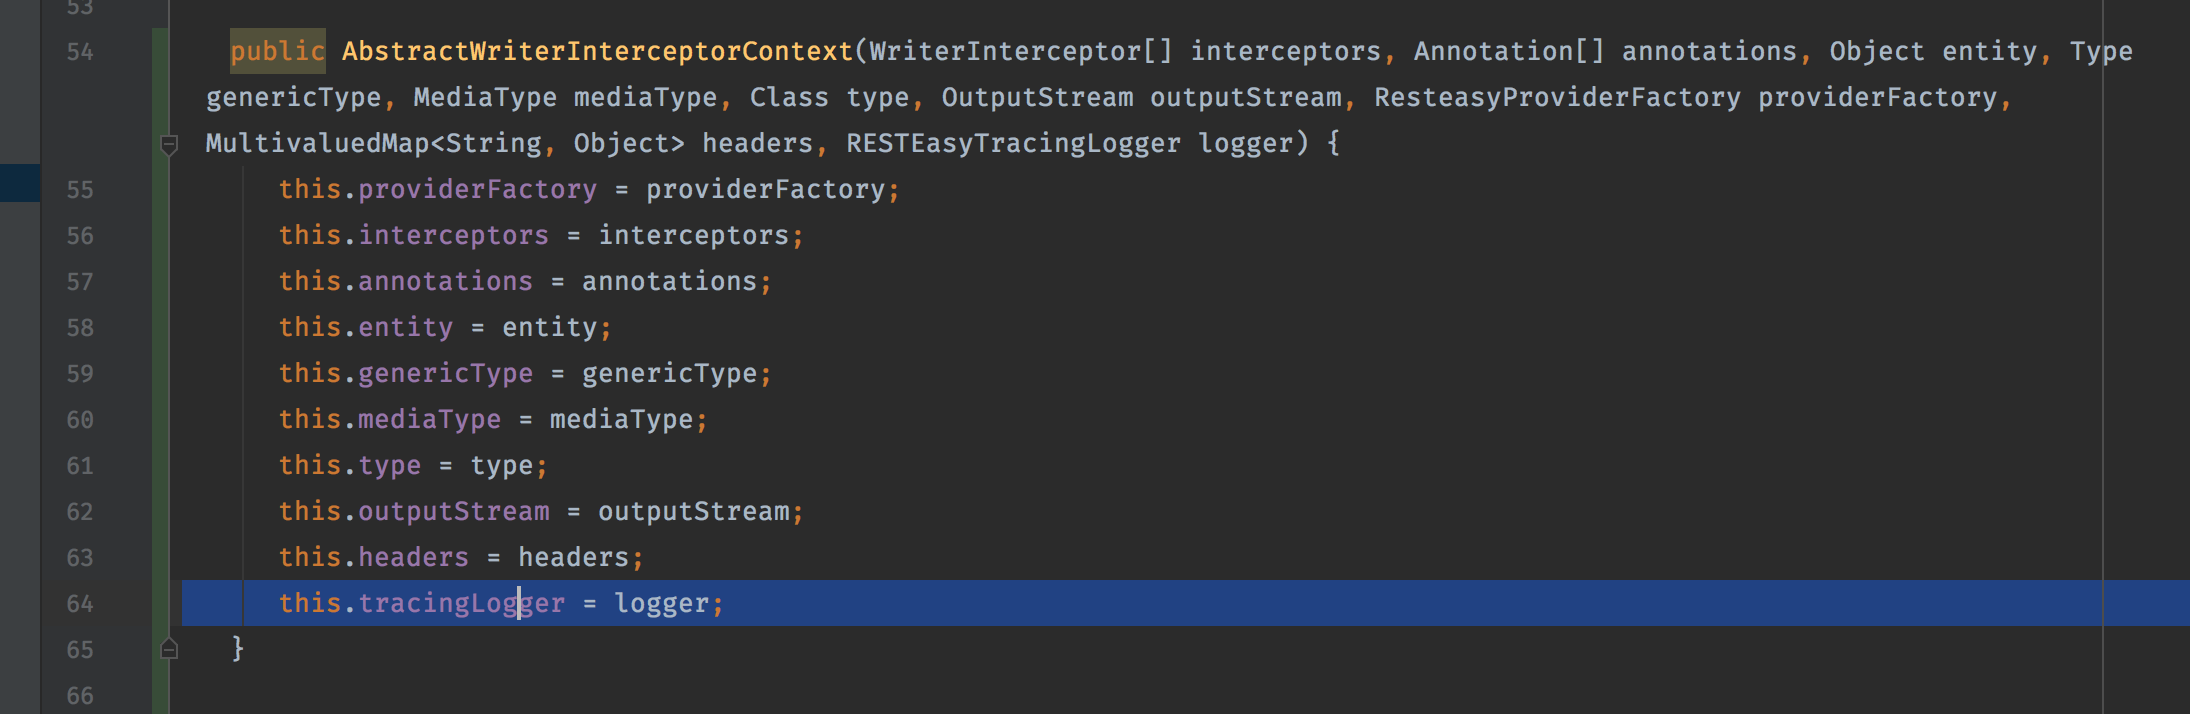 53
54 public AbstractWriterInterceptorContext(WriterInterceptor[] interceptors, Annotation[] annotations, Object entity, Type
genericType, MediaType mediaType, Class type, OutputStream outputStream, ResteasyProviderFactory providerFactory,
MultivaluedMap<String, Object> headers, RESTEasyTracingLogger logger) {
55 this.providerFactory = providerFactory;
56 this.interceptors = interceptors;
57 this.annotations = annotations;
58 this.entity = entity;
59 this.genericType = genericType;
60 this.mediaType = mediaType;
61 this.type = type;
62 this.outputStream = outputStream;
63 this.headers = headers;
64 this.tracingLogger = logger;
65 }
66